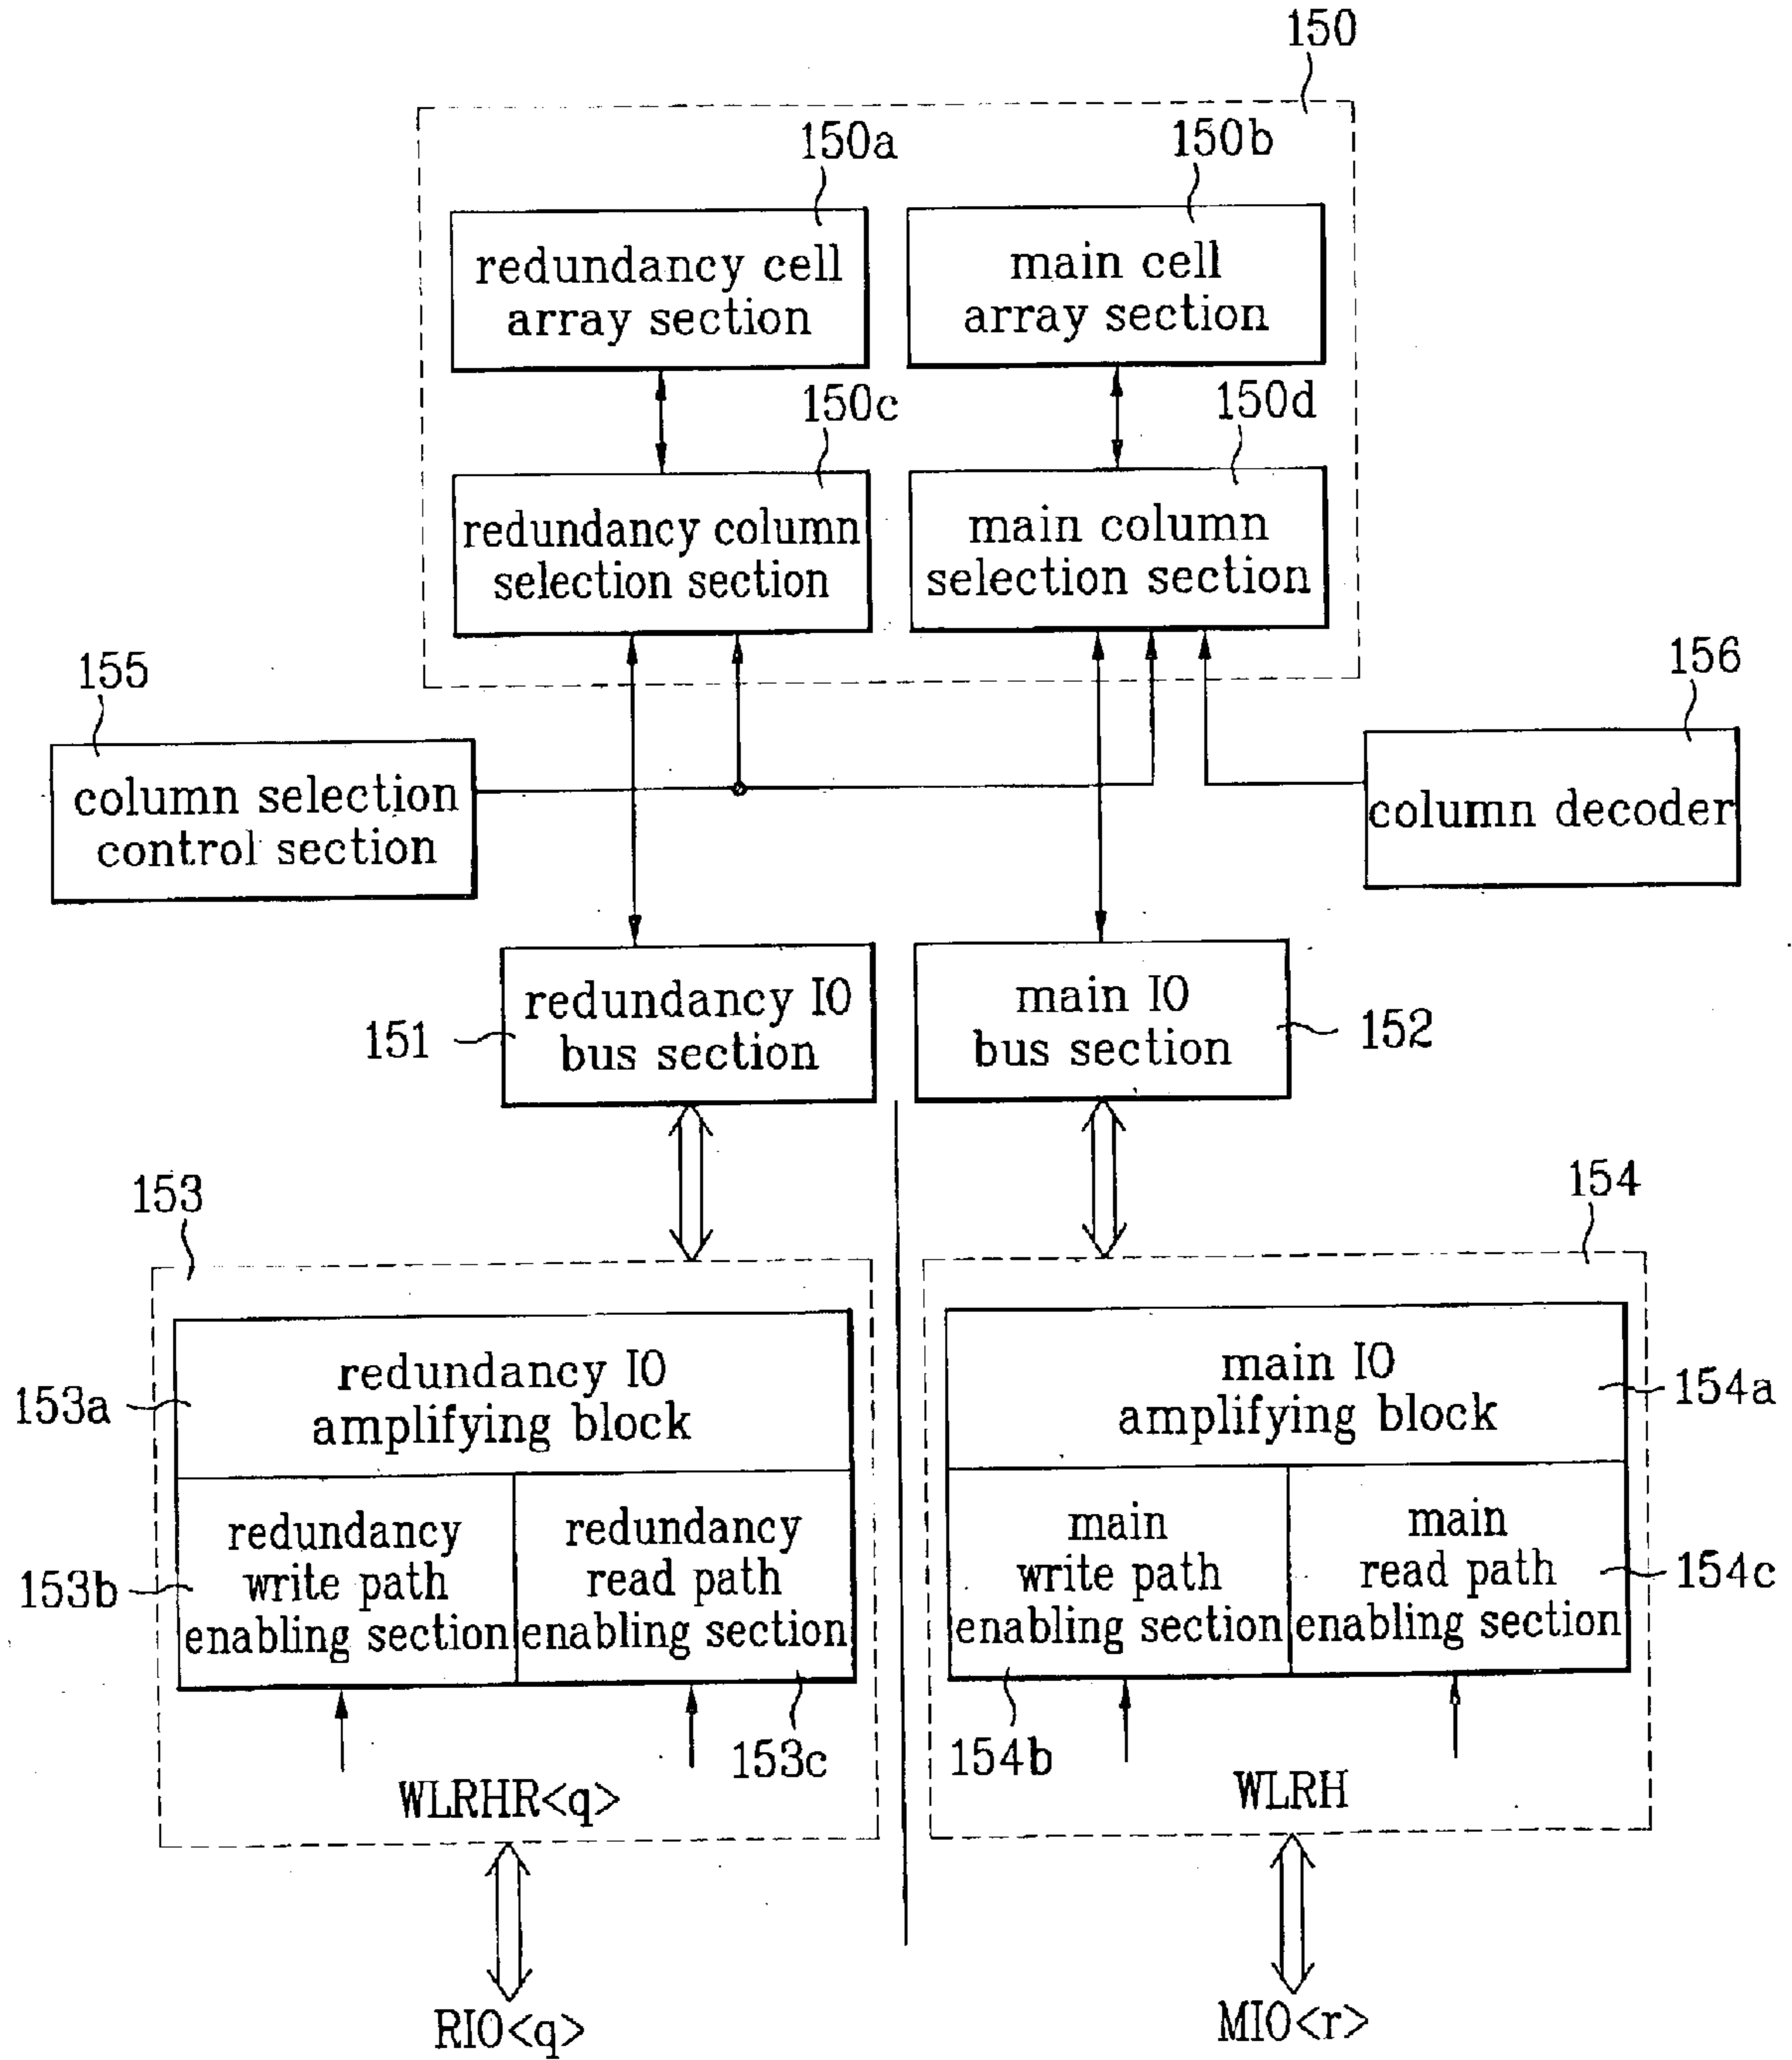 150
150a
150b
redundancy cell
array section
main cell
array section
150c
150d
redundancy column
selection section
main column
selection section
155
156
column selection
control section
column decoder
redundancy IO
bus section
151
main IO
bus section
152
153
154
redundancy IO
amplifying block
153a
main IO
amplifying block
154a
redundancy
write path
enabling section
153b
redundancy
read path
enabling section
153c
main
write path
enabling section
154b
main
read path
enabling section
154c
WLRHR<q>
WLRH
RIO<q>
MIO<r>